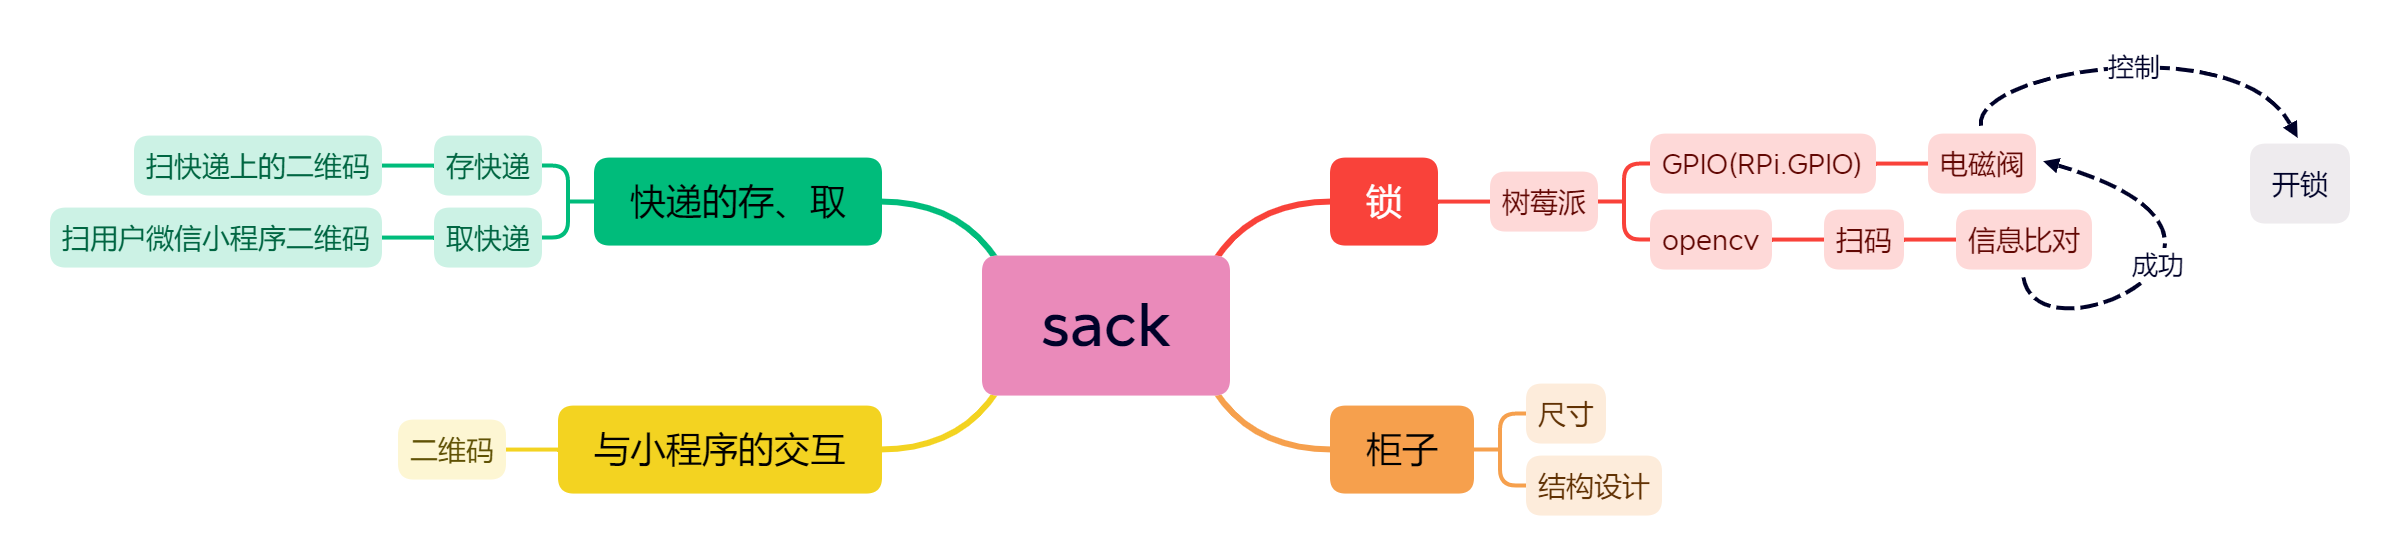 sack
锁
树莓派
GPIO(RPi.GPIO)
电磁阀
控制
开锁
opencv
扫码
信息比对
成功
柜子
尺寸
结构设计
快递的存、取
存快递
扫快递上的二维码
取快递
扫用户微信小程序二维码
与小程序的交互
二维码